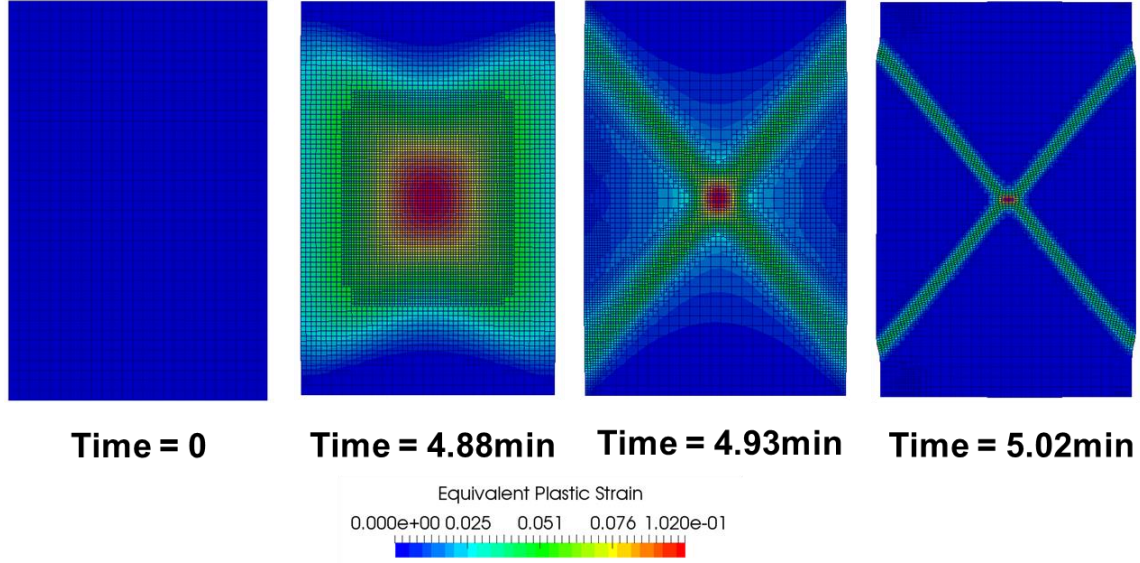 Time = 0
Time = 4.88min
Time = 4.93min
Time = 5.02min
Equivalent Plastic Strain
0.000e+00 0.025 0.051 0.076 1.020e-01